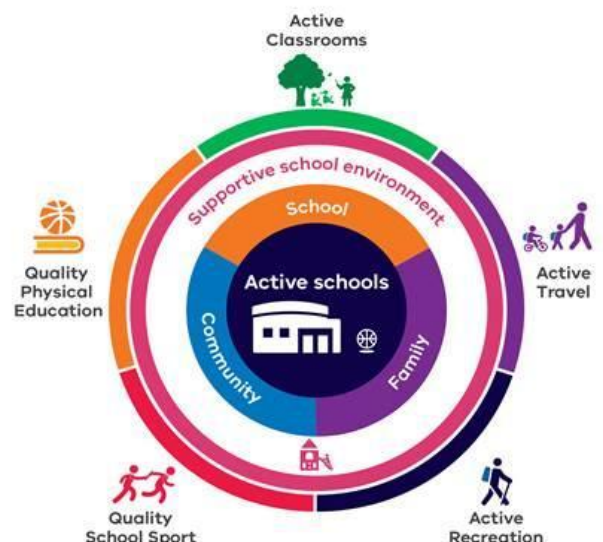 Active
Classrooms
Supportive school environment
School
Active schools
Community
Family
Quality
Physical
Education
Active
Travel
Quality
School Sport
Active
Recreation